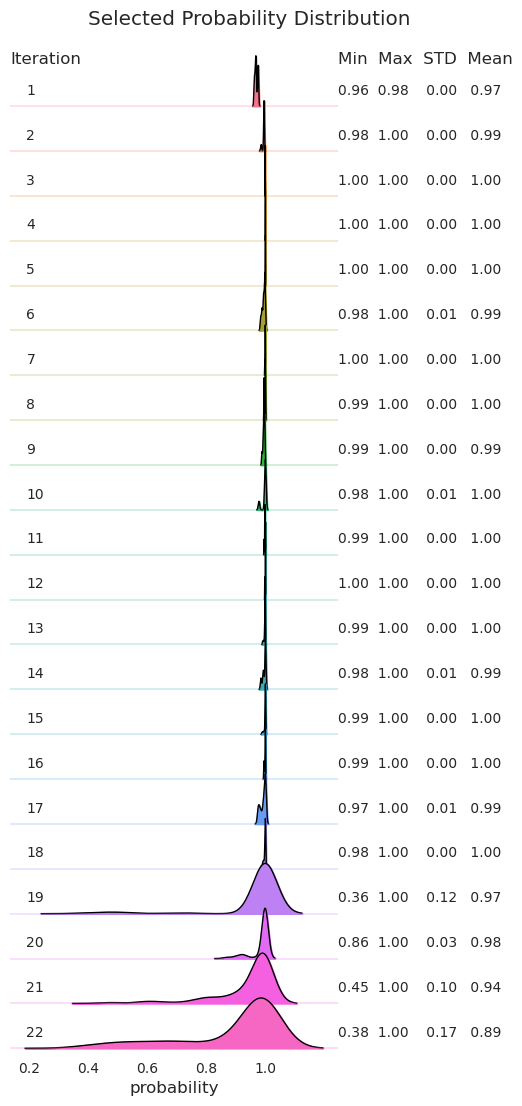 Selected Probability Distribution
Iteration Min Max STD Mean
1 0.96 0.98 0.00 0.97
2 0.98 1.00 0.00 0.99
3 1.00 1.00 0.00 1.00
4 1.00 1.00 0.00 1.00
5 1.00 1.00 0.00 1.00
6 0.98 1.00 0.01 0.99
7 1.00 1.00 0.00 1.00
8 0.99 1.00 0.00 1.00
9 0.99 1.00 0.00 0.99
10 0.98 1.00 0.01 1.00
11 0.99 1.00 0.00 1.00
12 1.00 1.00 0.00 1.00
13 0.99 1.00 0.00 1.00
14 0.98 1.00 0.01 0.99
15 0.99 1.00 0.00 1.00
16 0.99 1.00 0.00 1.00
17 0.97 1.00 0.01 0.99
18 0.98 1.00 0.00 1.00
19 0.36 1.00 0.12 0.97
20 0.86 1.00 0.03 0.98
21 0.45 1.00 0.10 0.94
22 0.38 1.00 0.17 0.89
0.2 0.4 0.6 0.8 1.0
probability